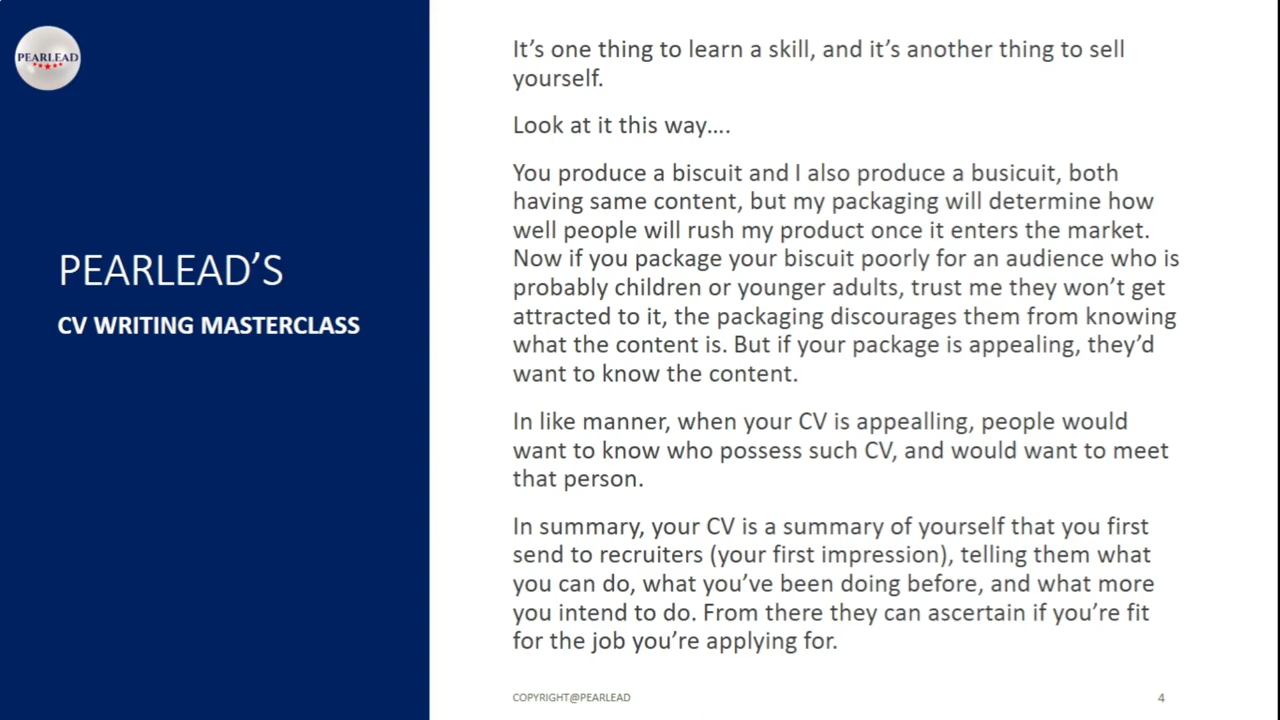 PEARLEAD
PEARLEAD'S
CV WRITING MASTERCLASS
It's one thing to learn a skill, and it's another thing to sell
yourself.
Look at it this way....
You produce a biscuit and I also produce a busicuit, both
having same content, but my packaging will determine how
well people will rush my product once it enters the market.
Now if you package your biscuit poorly for an audience who is
probably children or younger adults, trust me they won't get
attracted to it, the packaging discourages them from knowing
what the content is. But if your package is appealing, they'd
want to know the content.
In like manner, when your CV is appealling, people would
want to know who possess such CV, and would want to meet
that person.
In summary, your CV is a summary of yourself that you first
send to recruiters (your first impression), telling them what
you can do, what you've been doing before, and what more
you intend to do. From there they can ascertain if you're fit
for the job you're applying for.
COPYRIGHT@PEARLEAD
4